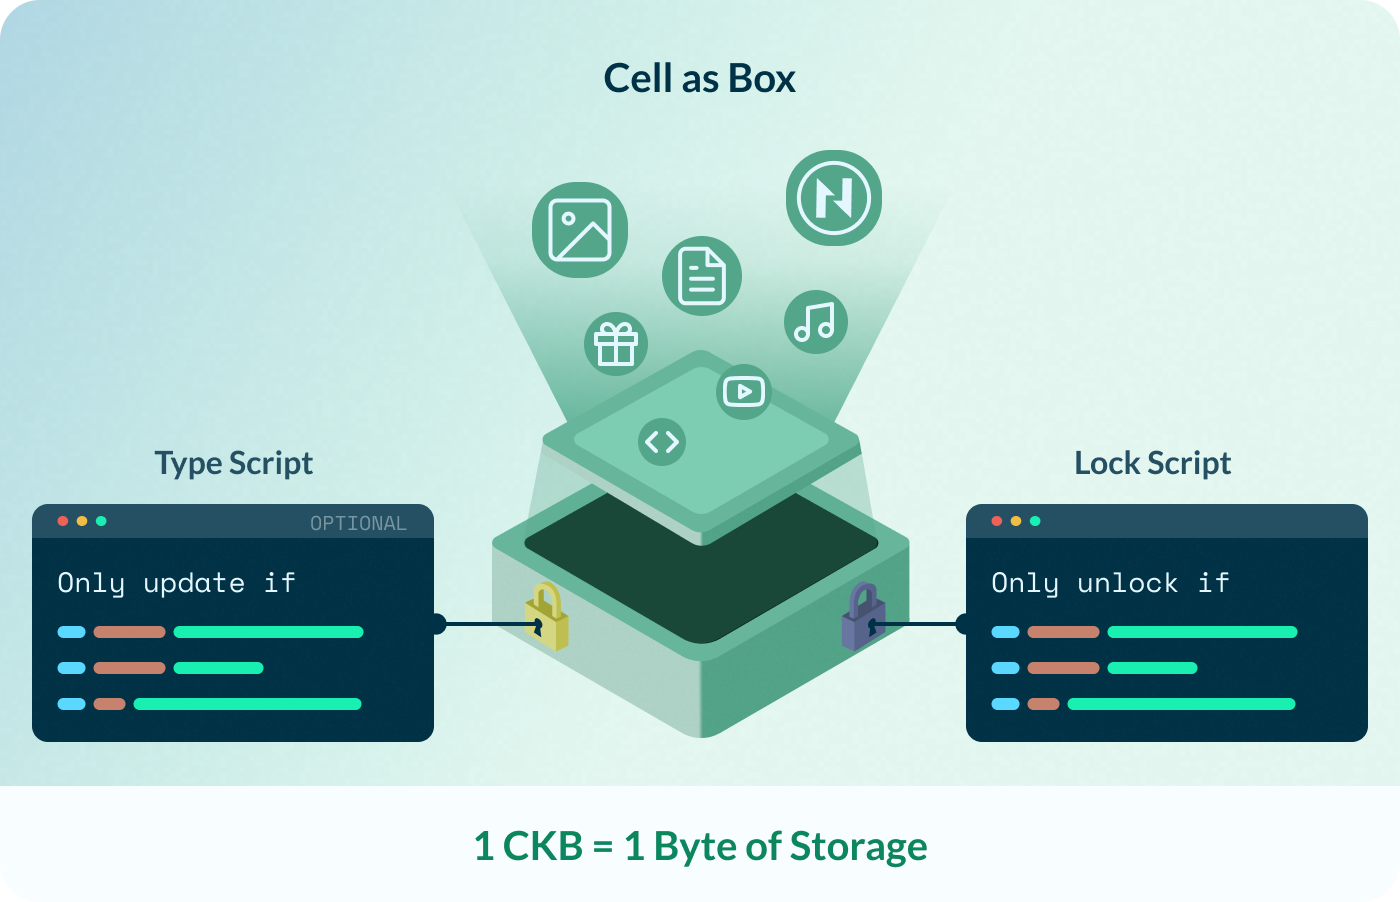 Cell as Box
Type Script
OPTIONAL
Only update if
Lock Script
Only unlock if
1 CKB = 1 Byte of Storage